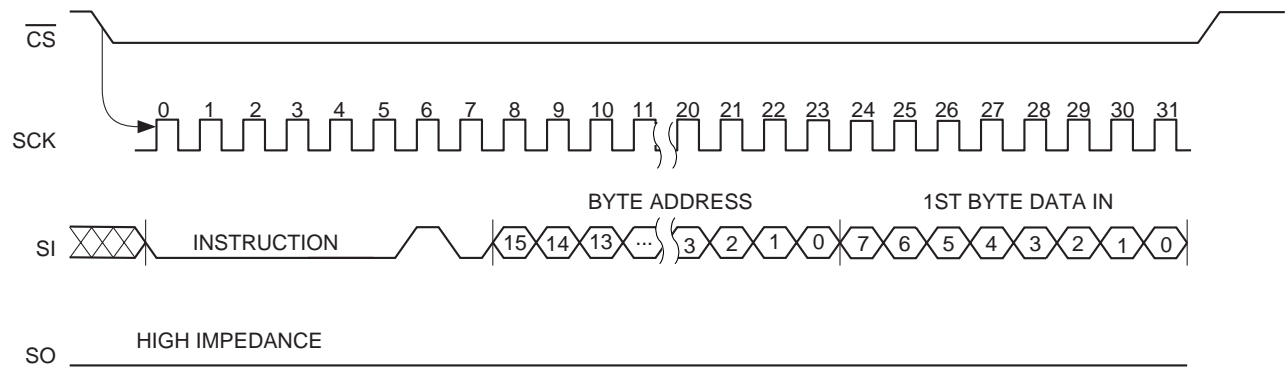 CS
0 1 2 3 4 5 6 7 8 9 10 11 20 21 22 23 24 25 26 27 28 29 30 31
SCK
BYTE ADDRESS 1ST BYTE DATA IN
SI INSTRUCTION 15 14 13 ... 3 2 1 0 7 6 5 4 3 2 1 0
HIGH IMPEDANCE
SO